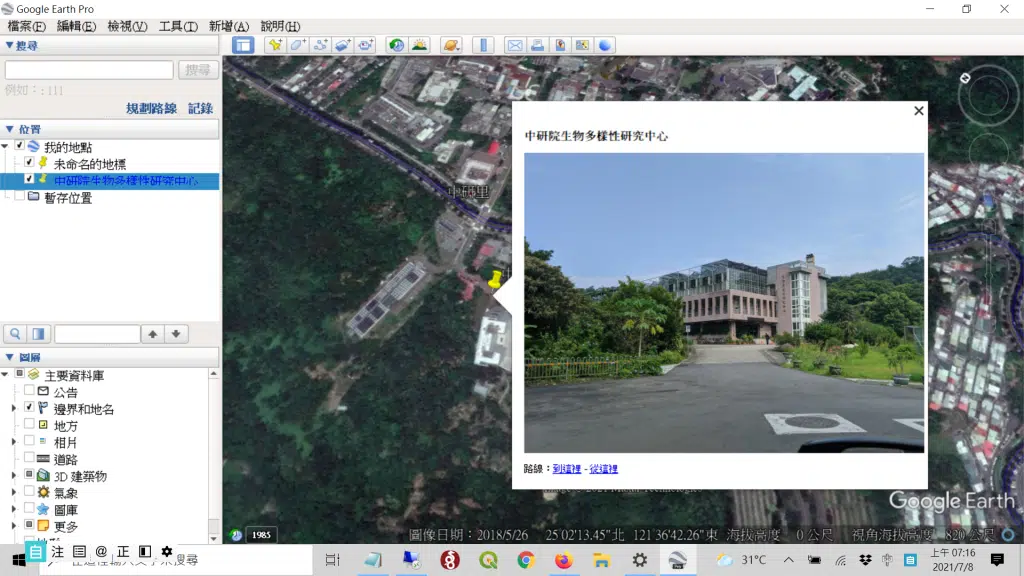 Google Earth Pro
檔案(F) 編輯(E) 檢視(V) 工具(T) 新增(A) 說明(H)
搜尋
搜尋
例如：: 111
規劃路線 記錄
位置
我的地點
未命名的地標
中研院生物多樣性研究中心
暫存位置
圖層
主要資料庫
公告
邊界和地名
地方
相片
道路
3D 建築物
氣象
圖庫
更多
中研里
中研院生物多樣性研究中心
路線：到這裡 - 從這裡
Google Earth
1985
圖像日期：2018/5/26 25°02'13.45"北 121°36'42.26"東 海拔高度 0 公尺 視角海拔高度 820 公尺
注 @ 正
31°C
中
上午 07:16
2021/7/8